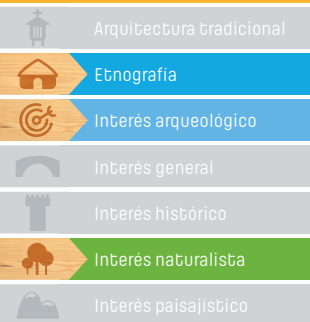 Arquitectura tradicional
Etnografía
Interés arqueológico
Interés general
Interés histórico
Interés naturalista
Interés paisajístico